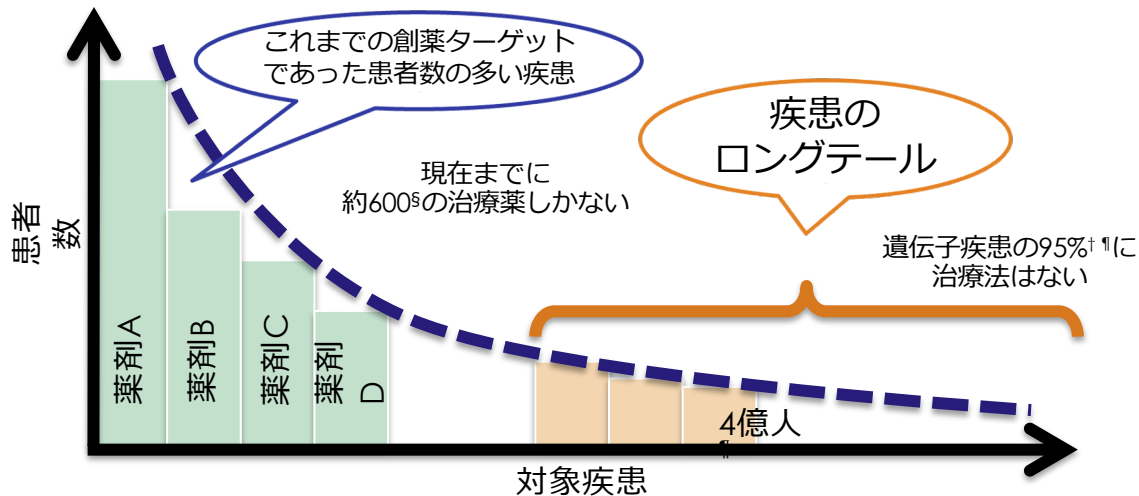 これまでの創薬ターゲット
であった患者数の多い疾患
疾患の
ロングテール
現在までに
約600§の治療薬しかない
遺伝子疾患の95%† ¶に
治療法はない
患者
数
薬剤A
薬剤B
薬剤C
薬剤
D
4億人
¶
対象疾患